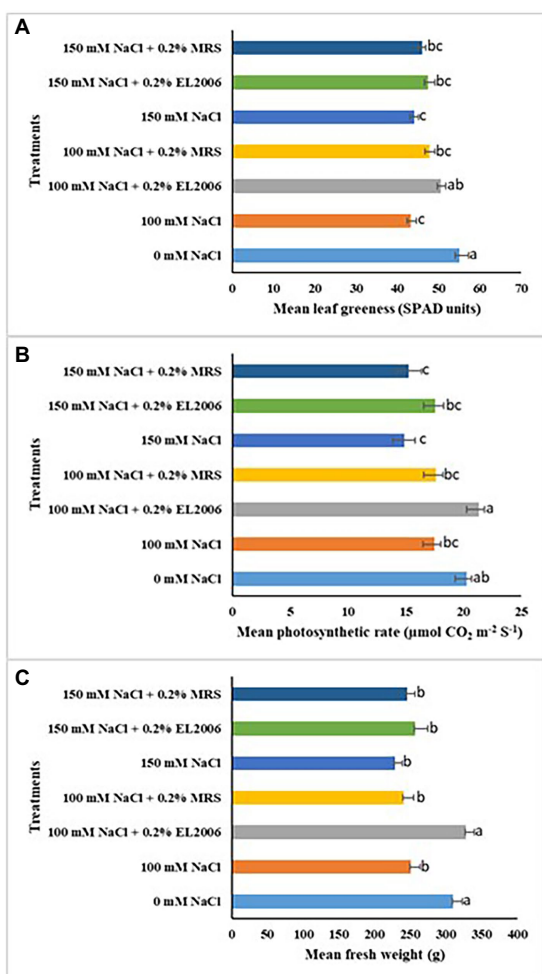 A
Treatments
150 mM NaCl + 0.2% MRS
bc
150 mM NaCl + 0.2% EL2006
bc
150 mM NaCl
c
100 mM NaCl + 0.2% MRS
bc
100 mM NaCl + 0.2% EL2006
ab
100 mM NaCl
c
0 mM NaCl
a
0 10 20 30 40 50 60 70
Mean leaf greeness (SPAD units)
B
Treatments
150 mM NaCl + 0.2% MRS
c
150 mM NaCl + 0.2% EL2006
bc
150 mM NaCl
c
100 mM NaCl + 0.2% MRS
bc
100 mM NaCl + 0.2% EL2006
a
100 mM NaCl
bc
0 mM NaCl
ab
0 5 10 15 20 25
Mean photosynthetic rate (µmol CO₂ m⁻² S⁻¹)
C
Treatments
150 mM NaCl + 0.2% MRS
b
150 mM NaCl + 0.2% EL2006
b
150 mM NaCl
b
100 mM NaCl + 0.2% MRS
b
100 mM NaCl + 0.2% EL2006
a
100 mM NaCl
b
0 mM NaCl
a
0 50 100 150 200 250 300 350 400
Mean fresh weight (g)